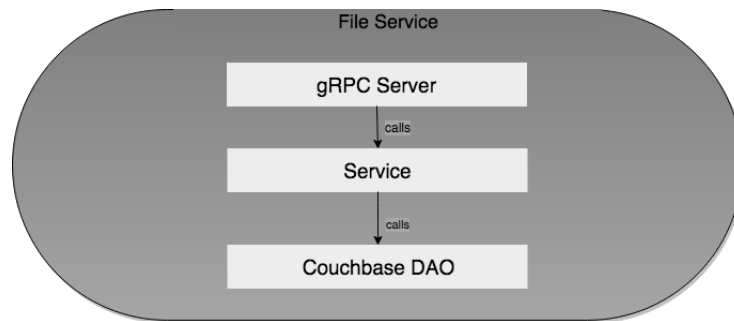 File Service
gRPC Server
calls
Service
calls
Couchbase DAO